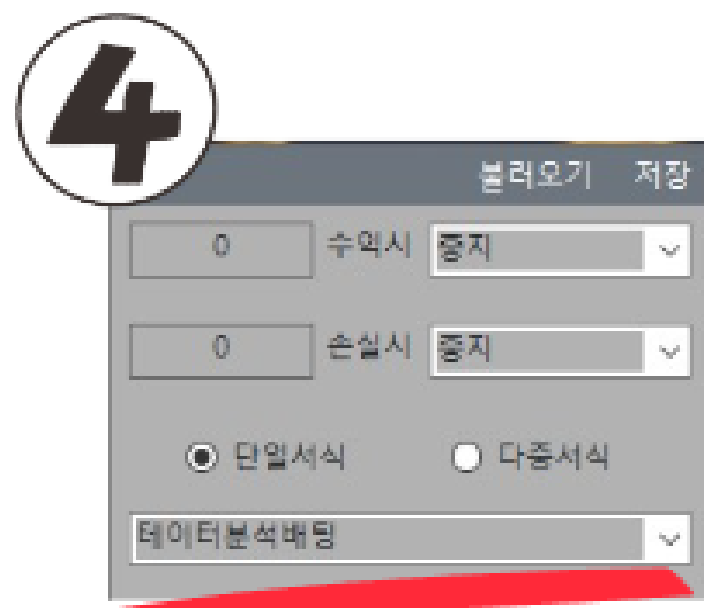 4
불러오기 저장
0 수익시 중지
0 손실시 중지
단일서식 다중서식
테이터분석배팅